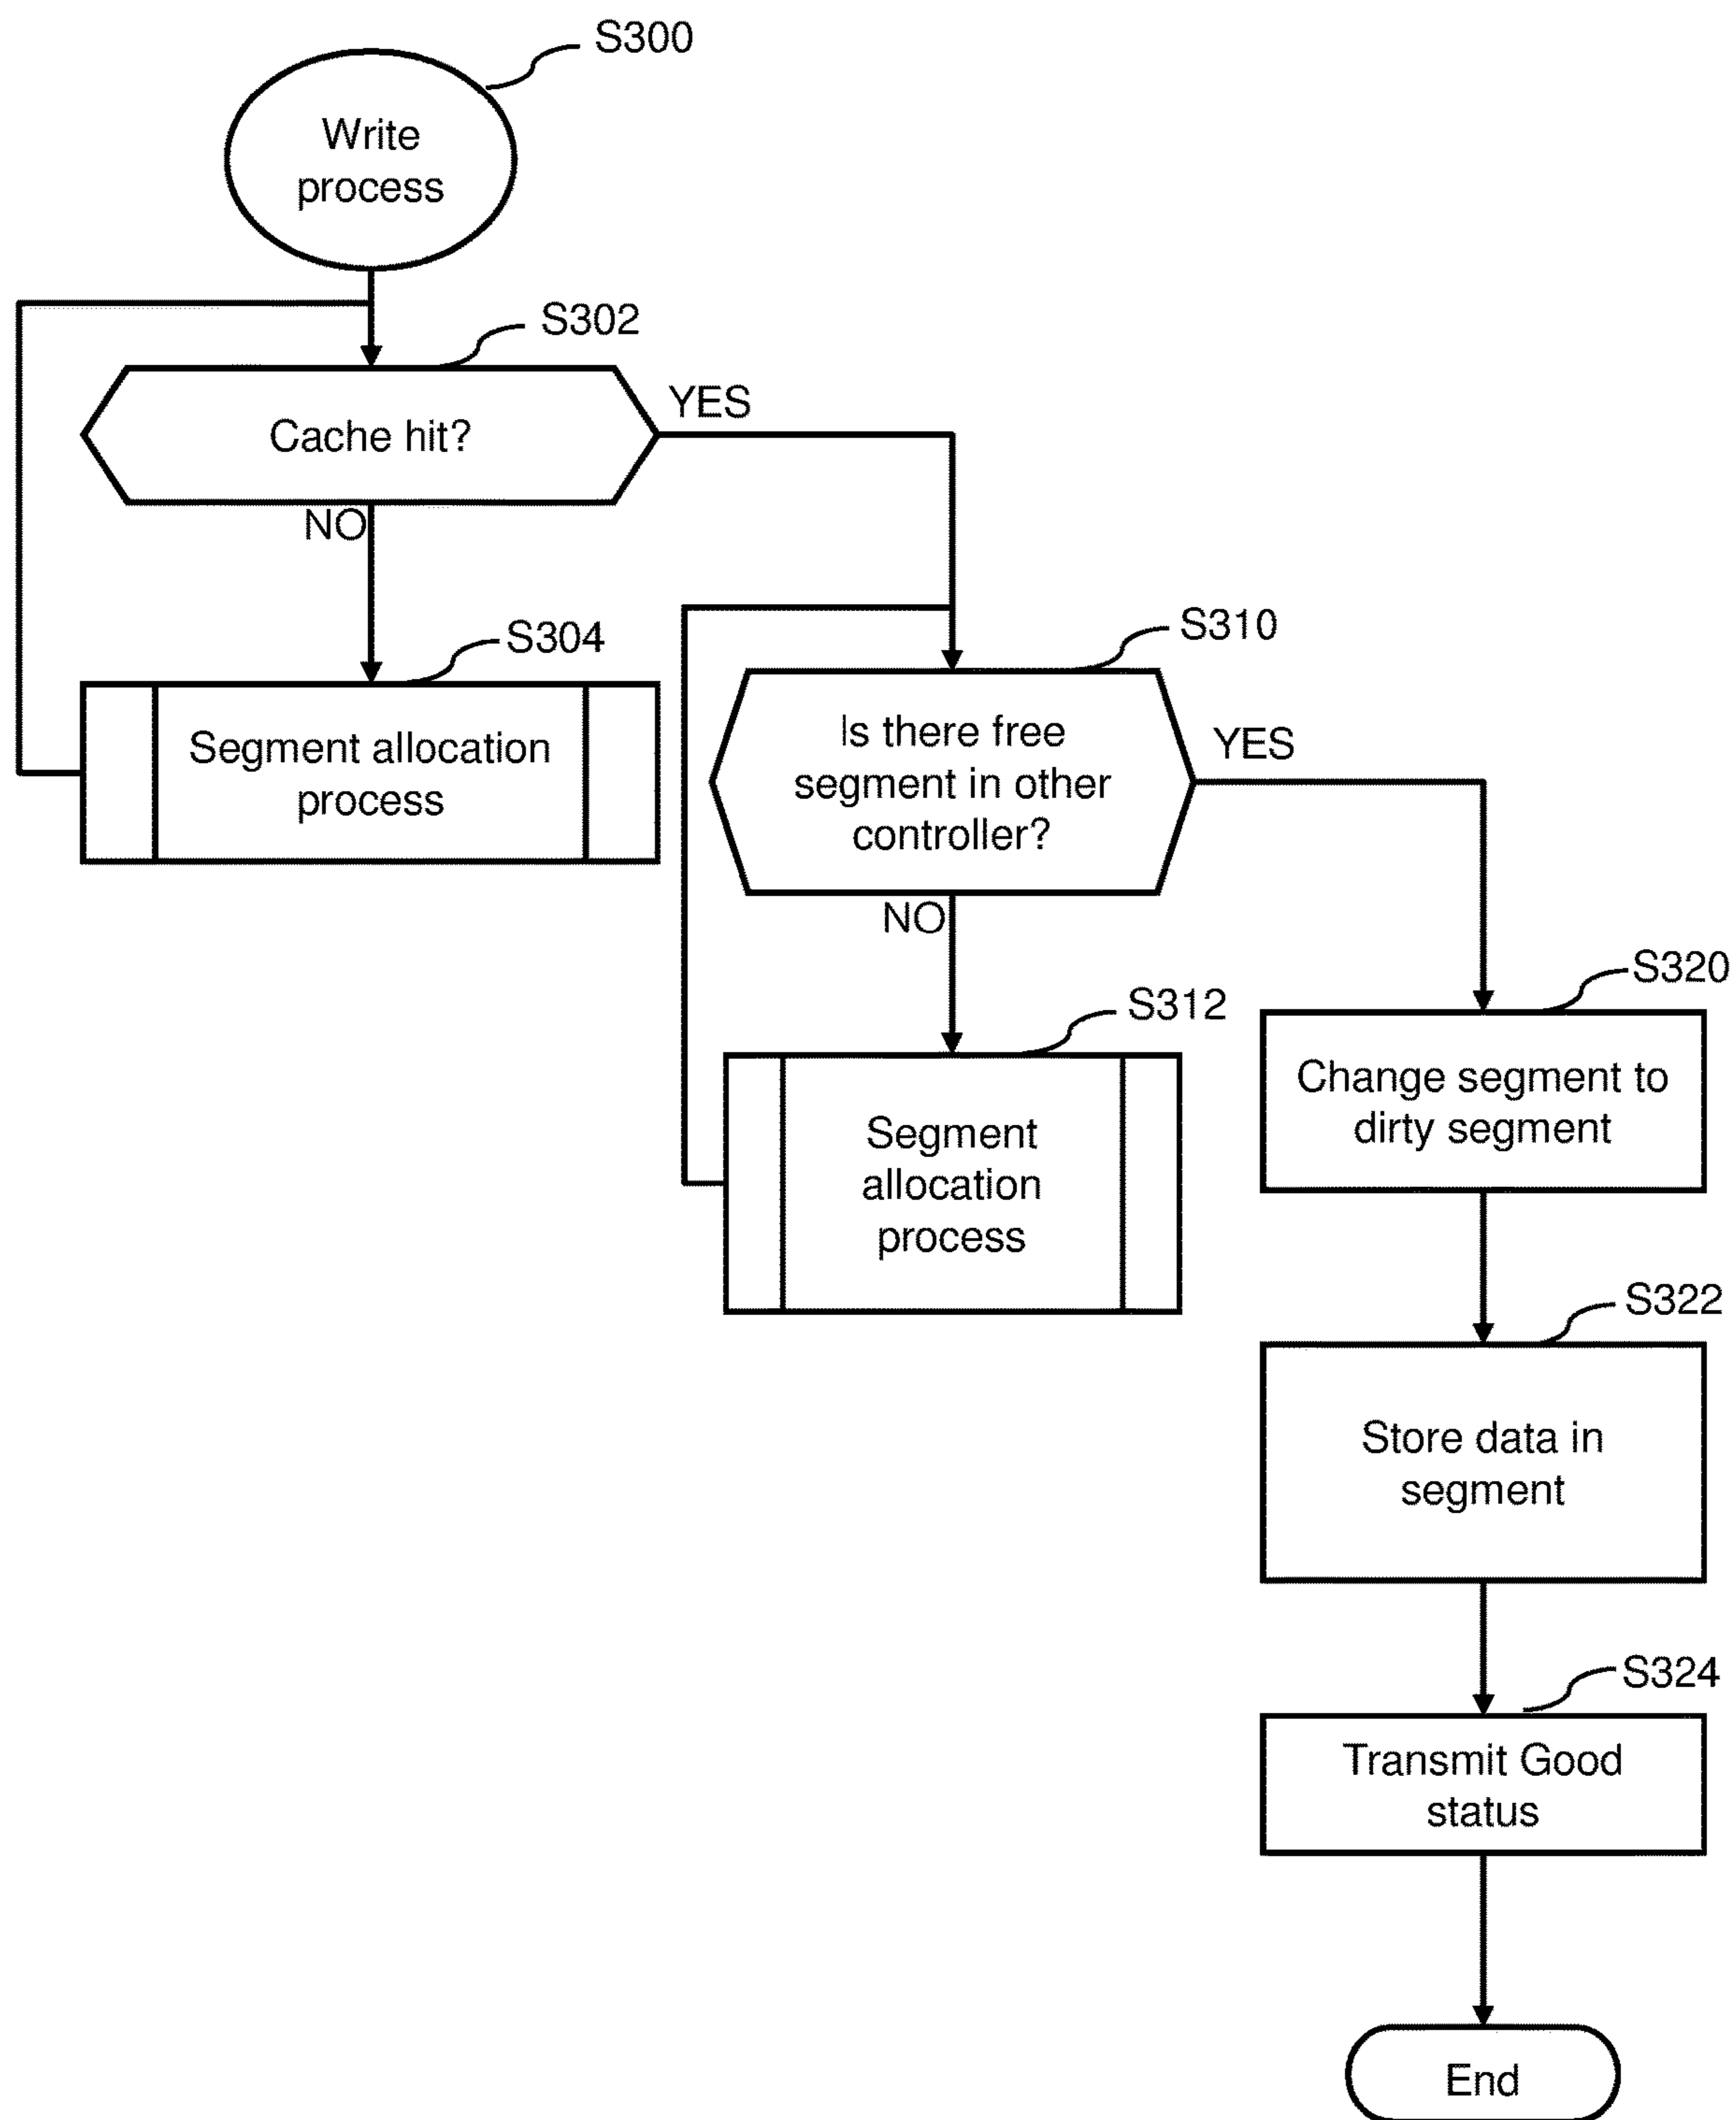 S300
Write
process
S302
Cache hit?
YES
NO
S304
Segment allocation
process
S310
Is there free
segment in other
controller?
YES
NO
S312
Segment
allocation
process
S320
Change segment to
dirty segment
S322
Store data in
segment
S324
Transmit Good
status
End